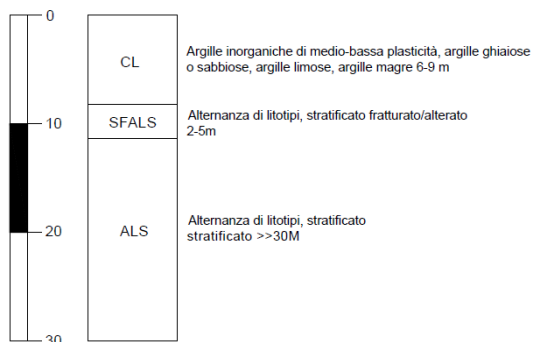 0
CL
Argille inorganiche di medio-bassa plasticità, argille ghiaiose
o sabbiose, argille limose, argille magre 6-9 m
10
SFALS
Alternanza di litotipi, stratificato fratturato/alterato
2-5m
20
ALS
Alternanza di litotipi, stratificato
stratificato >>30M
30